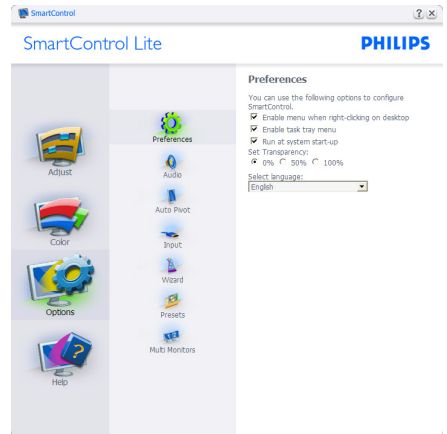 SmartControl
SmartControl Lite
PHILIPS
Adjust
Color
Options
Help
Preferences
Audio
Auto Pivot
Input
Wizard
Presets
Multi Monitors
Preferences
You can use the following options to configure
SmartControl.
Enable menu when right-clicking on desktop
Enable task tray menu
Run at system start-up
Set Transparency:
0% 50% 100%
Select language:
English